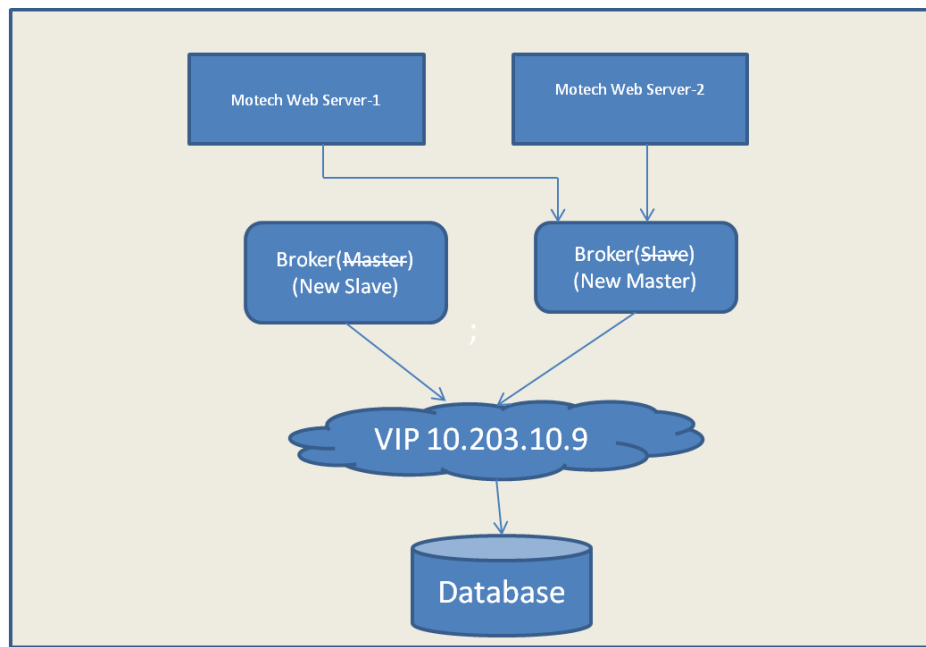 Motech Web Server-1
Motech Web Server-2
Broker(Master)
(New Slave)
Broker(Slave)
(New Master)
;
VIP 10.203.10.9
Database